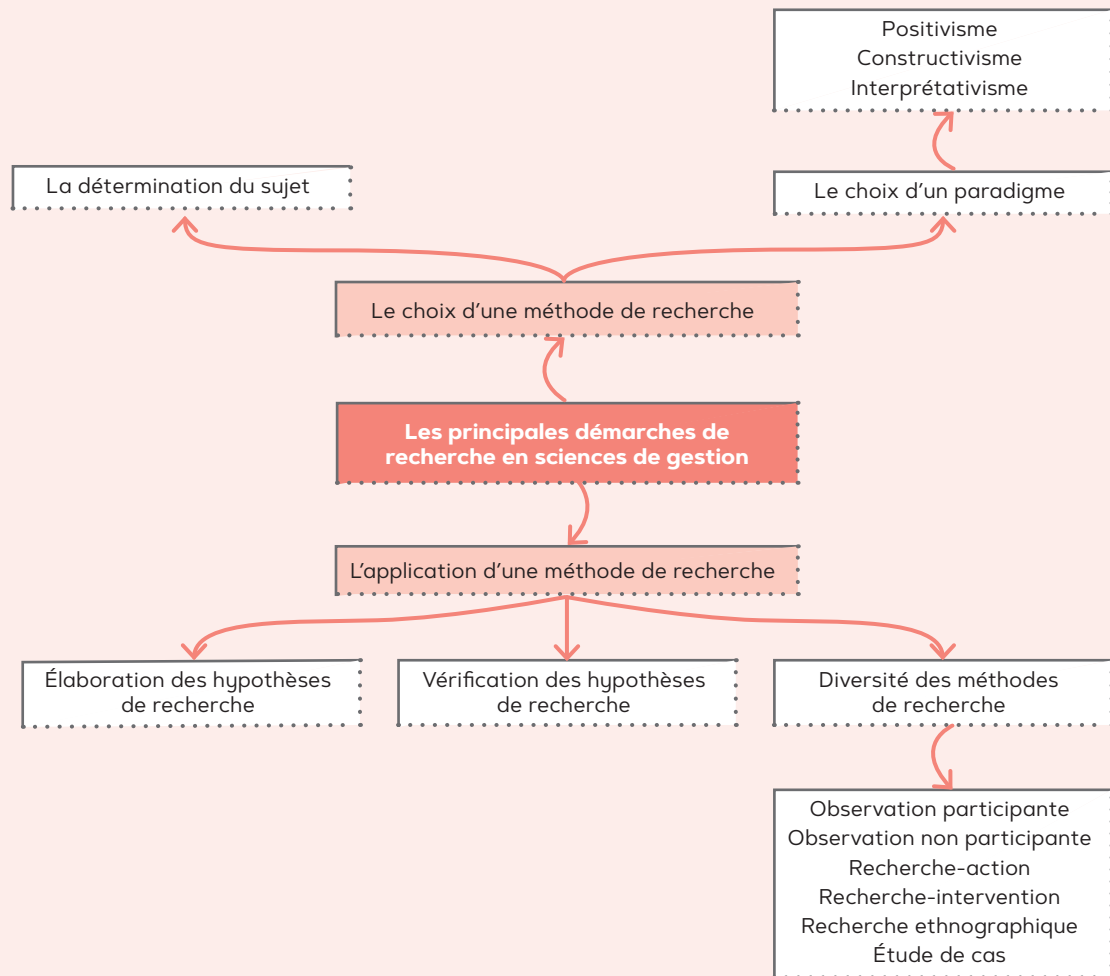 Positivisme
Constructivisme
Interprétativisme
La détermination du sujet
Le choix d'un paradigme
Le choix d'une méthode de recherche
Les principales démarches de
recherche en sciences de gestion
L'application d'une méthode de recherche
Élaboration des hypothèses
de recherche
Vérification des hypothèses
de recherche
Diversité des méthodes
de recherche
Observation participante
Observation non participante
Recherche-action
Recherche-intervention
Recherche ethnographique
Étude de cas